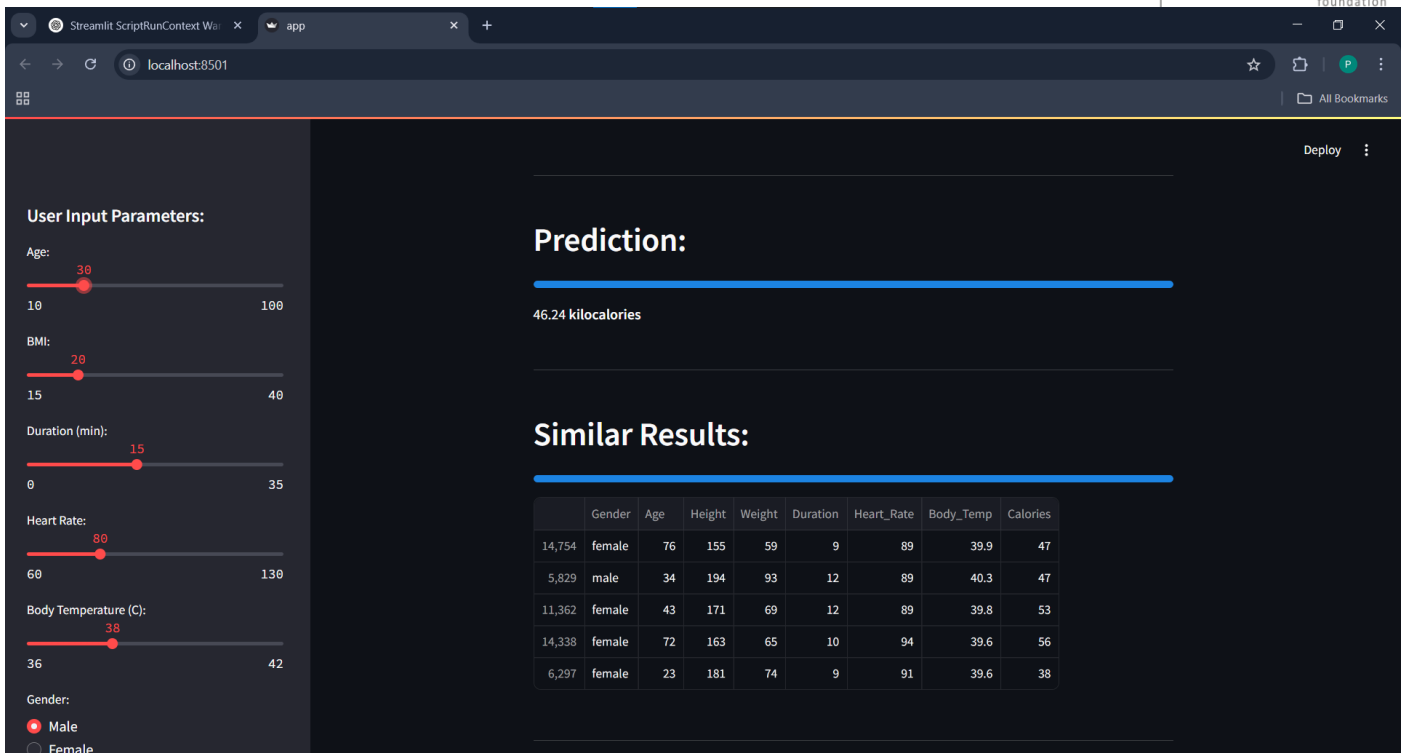 foundation
Streamlit ScriptRunContext War
app
localhost:8501
P
All Bookmarks
Deploy
User Input Parameters:
Age:
30
10 100
BMI:
20
15 40
Duration (min):
15
0 35
Heart Rate:
80
60 130
Body Temperature (C):
38
36 42
Gender:
Male
Female
Prediction:
46.24 kilocalories
Similar Results:
Gender Age Height Weight Duration Heart_Rate Body_Temp Calories
14,754 female 76 155 59 9 89 39.9 47
5,829 male 34 194 93 12 89 40.3 47
11,362 female 43 171 69 12 89 39.8 53
14,338 female 72 163 65 10 94 39.6 56
6,297 female 23 181 74 9 91 39.6 38